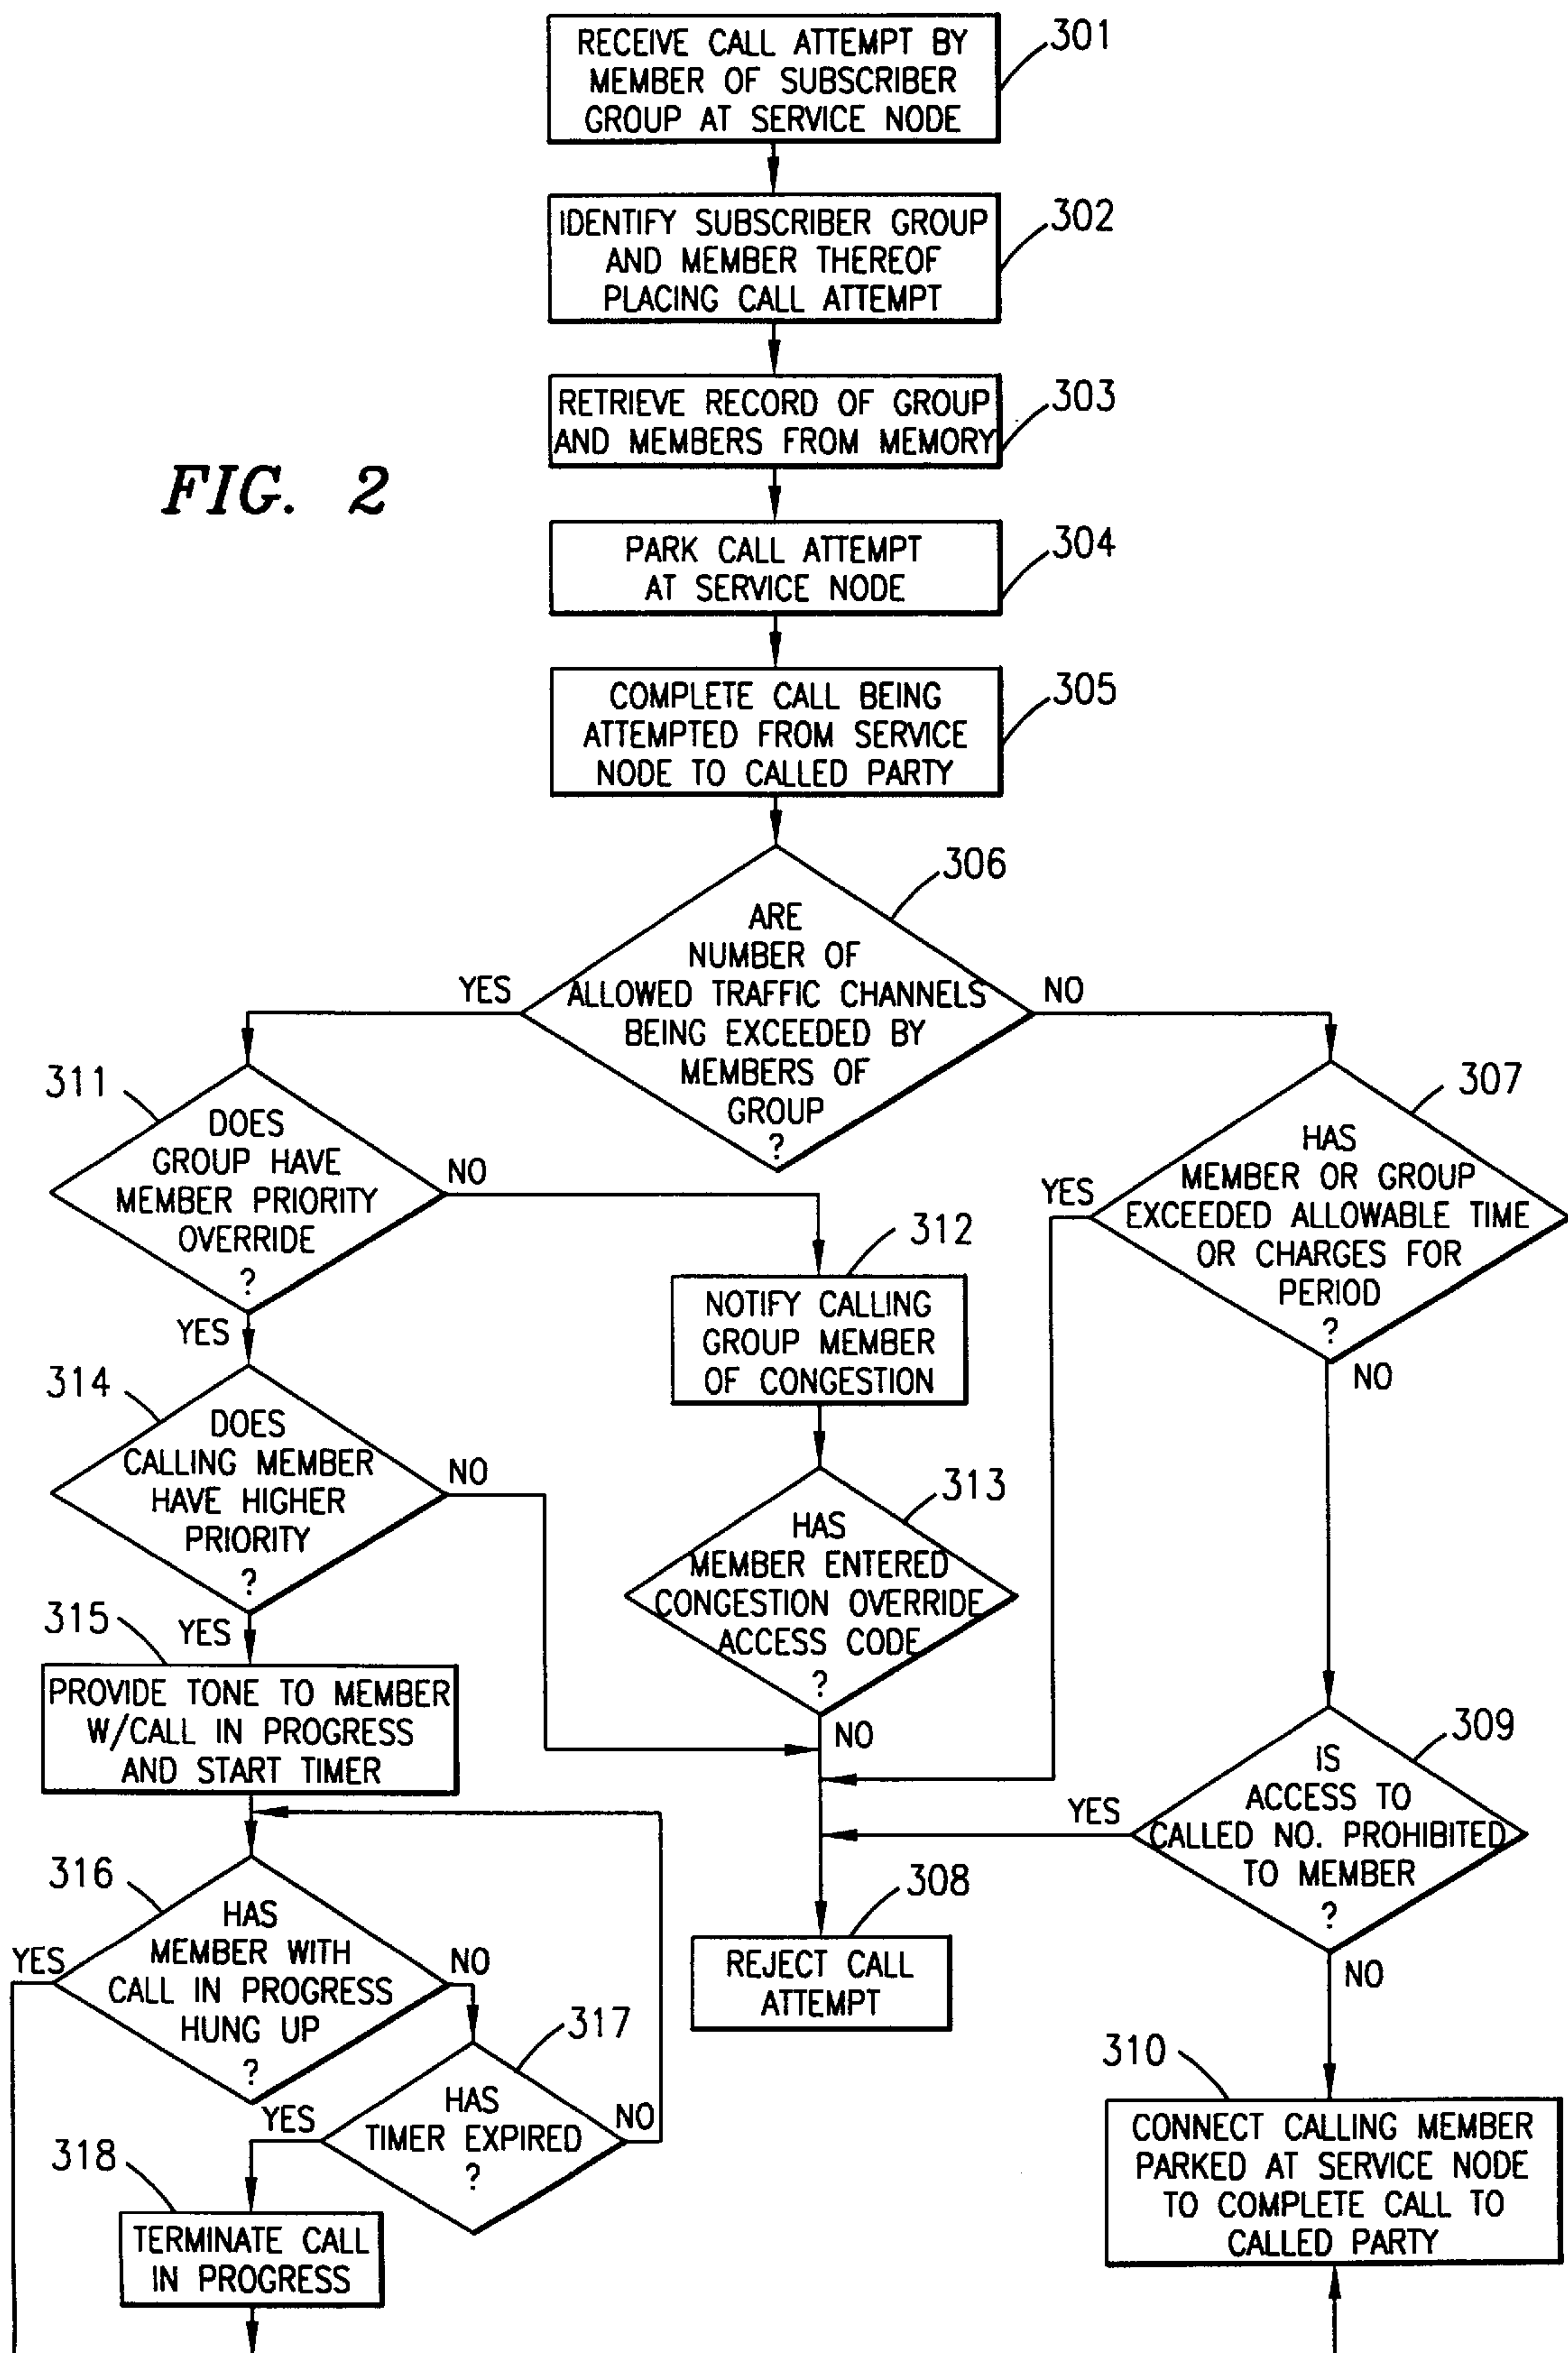 RECEIVE CALL ATTEMPT BY
MEMBER OF SUBSCRIBER
GROUP AT SERVICE NODE
301
IDENTIFY SUBSCRIBER GROUP
AND MEMBER THEREOF
PLACING CALL ATTEMPT
302
RETRIEVE RECORD OF GROUP
AND MEMBERS FROM MEMORY
303
FIG. 2
PARK CALL ATTEMPT
AT SERVICE NODE
304
COMPLETE CALL BEING
ATTEMPTED FROM SERVICE
NODE TO CALLED PARTY
305
306
ARE
NUMBER OF
ALLOWED TRAFFIC CHANNELS
BEING EXCEEDED BY
MEMBERS OF
GROUP
?
YES
NO
311
DOES
GROUP HAVE
MEMBER PRIORITY
OVERRIDE
?
NO
YES
307
HAS
MEMBER OR GROUP
EXCEEDED ALLOWABLE TIME
OR CHARGES FOR
PERIOD
?
YES
NO
312
NOTIFY CALLING
GROUP MEMBER
OF CONGESTION
314
DOES
CALLING MEMBER
HAVE HIGHER
PRIORITY
?
NO
YES
313
HAS
MEMBER ENTERED
CONGESTION OVERRIDE
ACCESS CODE
?
NO
315
PROVIDE TONE TO MEMBER
W/CALL IN PROGRESS
AND START TIMER
309
IS
ACCESS TO
CALLED NO. PROHIBITED
TO MEMBER
?
YES
NO
316
HAS
MEMBER WITH
CALL IN PROGRESS
HUNG UP
?
YES
NO
308
REJECT CALL
ATTEMPT
317
HAS
TIMER EXPIRED
?
YES
NO
310
CONNECT CALLING MEMBER
PARKED AT SERVICE NODE
TO COMPLETE CALL TO
CALLED PARTY
318
TERMINATE CALL
IN PROGRESS